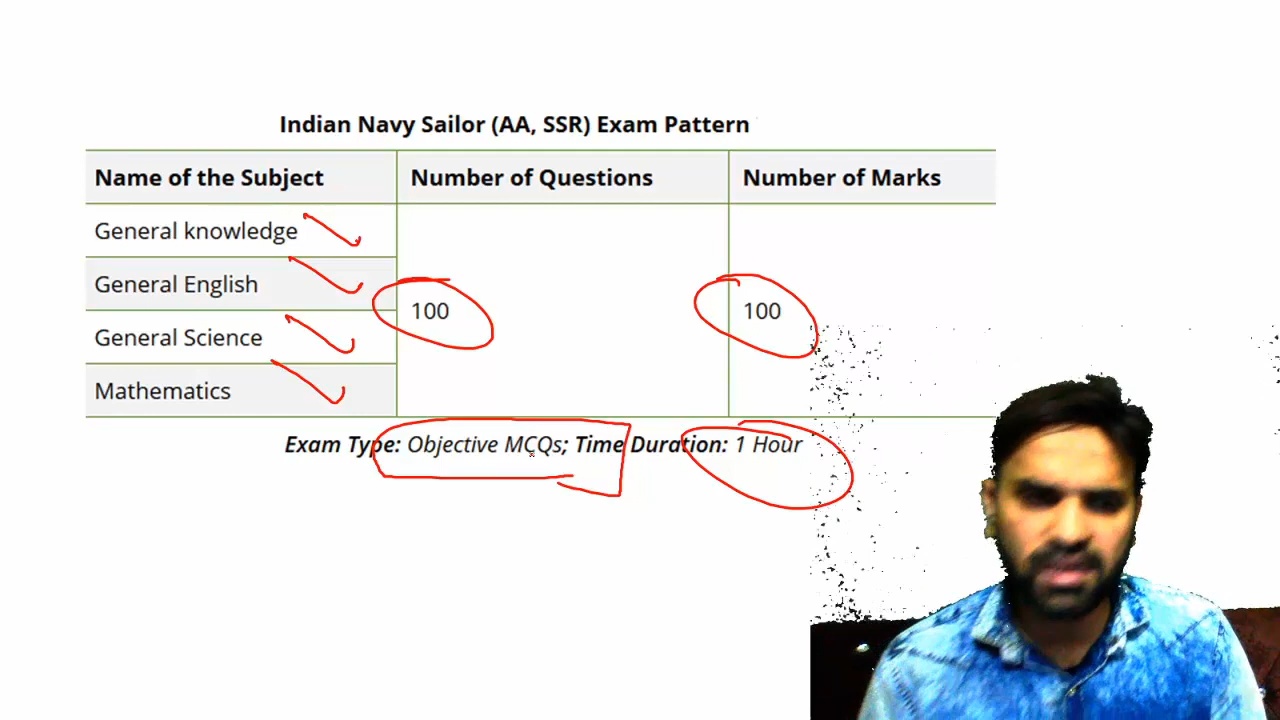 Indian Navy Sailor (AA, SSR) Exam Pattern
Name of the Subject Number of Questions Number of Marks
General knowledge
General English
100 100
General Science
Mathematics
Exam Type: Objective MCQs; Time Duration: 1 Hour